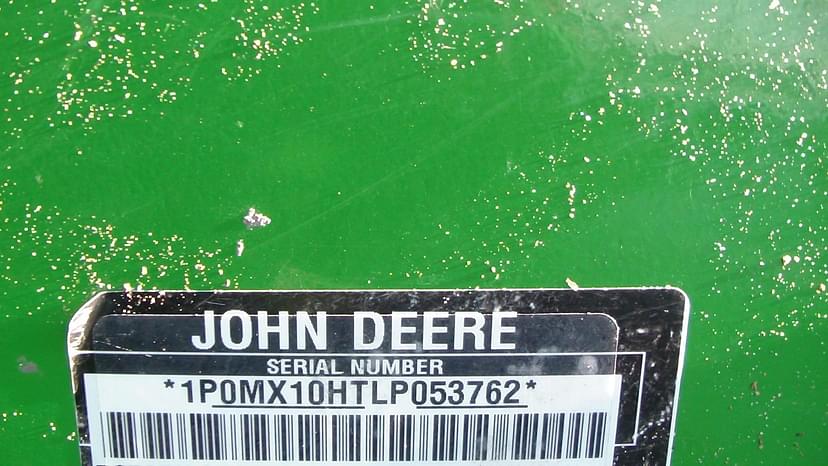 JOHN DEERE
SERIAL NUMBER
*1P0MX10HTLP053762*